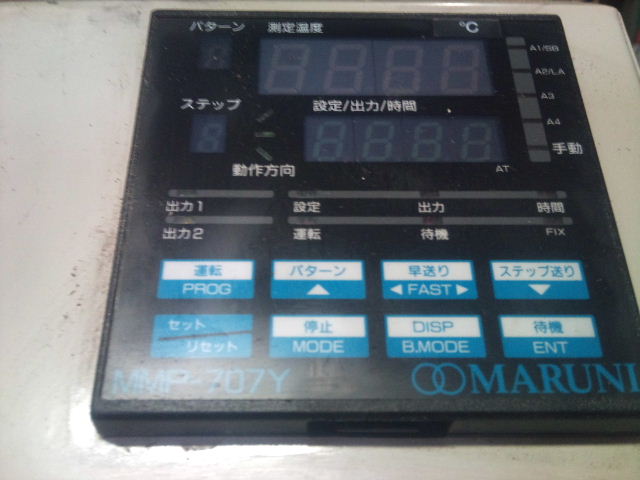 パターン 測定温度 ℃
A1/BB
A2/LA
A3
ステップ 設定/出力/時間
A4
手動
動作方向 AT
出力1 設定 出力 時間
出力2 運転 待機 FIX
運転 パターン 早送り ステップ送り
PROG ▲ ◀ FAST ▶ ▼
セット 停止 DISP 待機
リセット MODE B.MODE ENT
MMP-707Y MARUNI